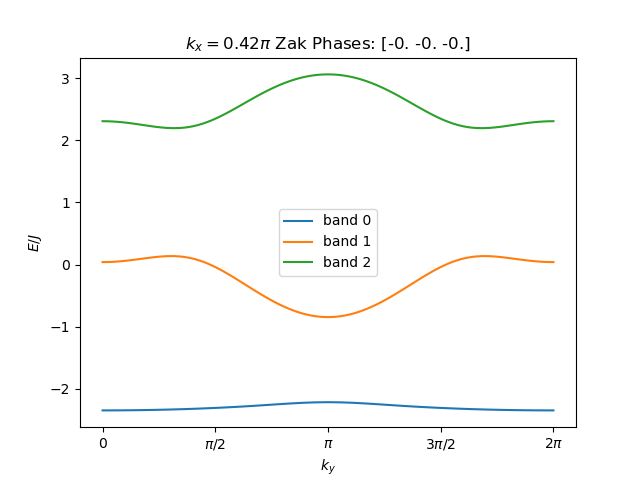 $k_x = 0.42\pi$ Zak Phases: [-0. -0. -0.]
E/J
3
2
1
0
−1
−2
band 0
band 1
band 2
0
π/2
π
3π/2
2π
$k_y$